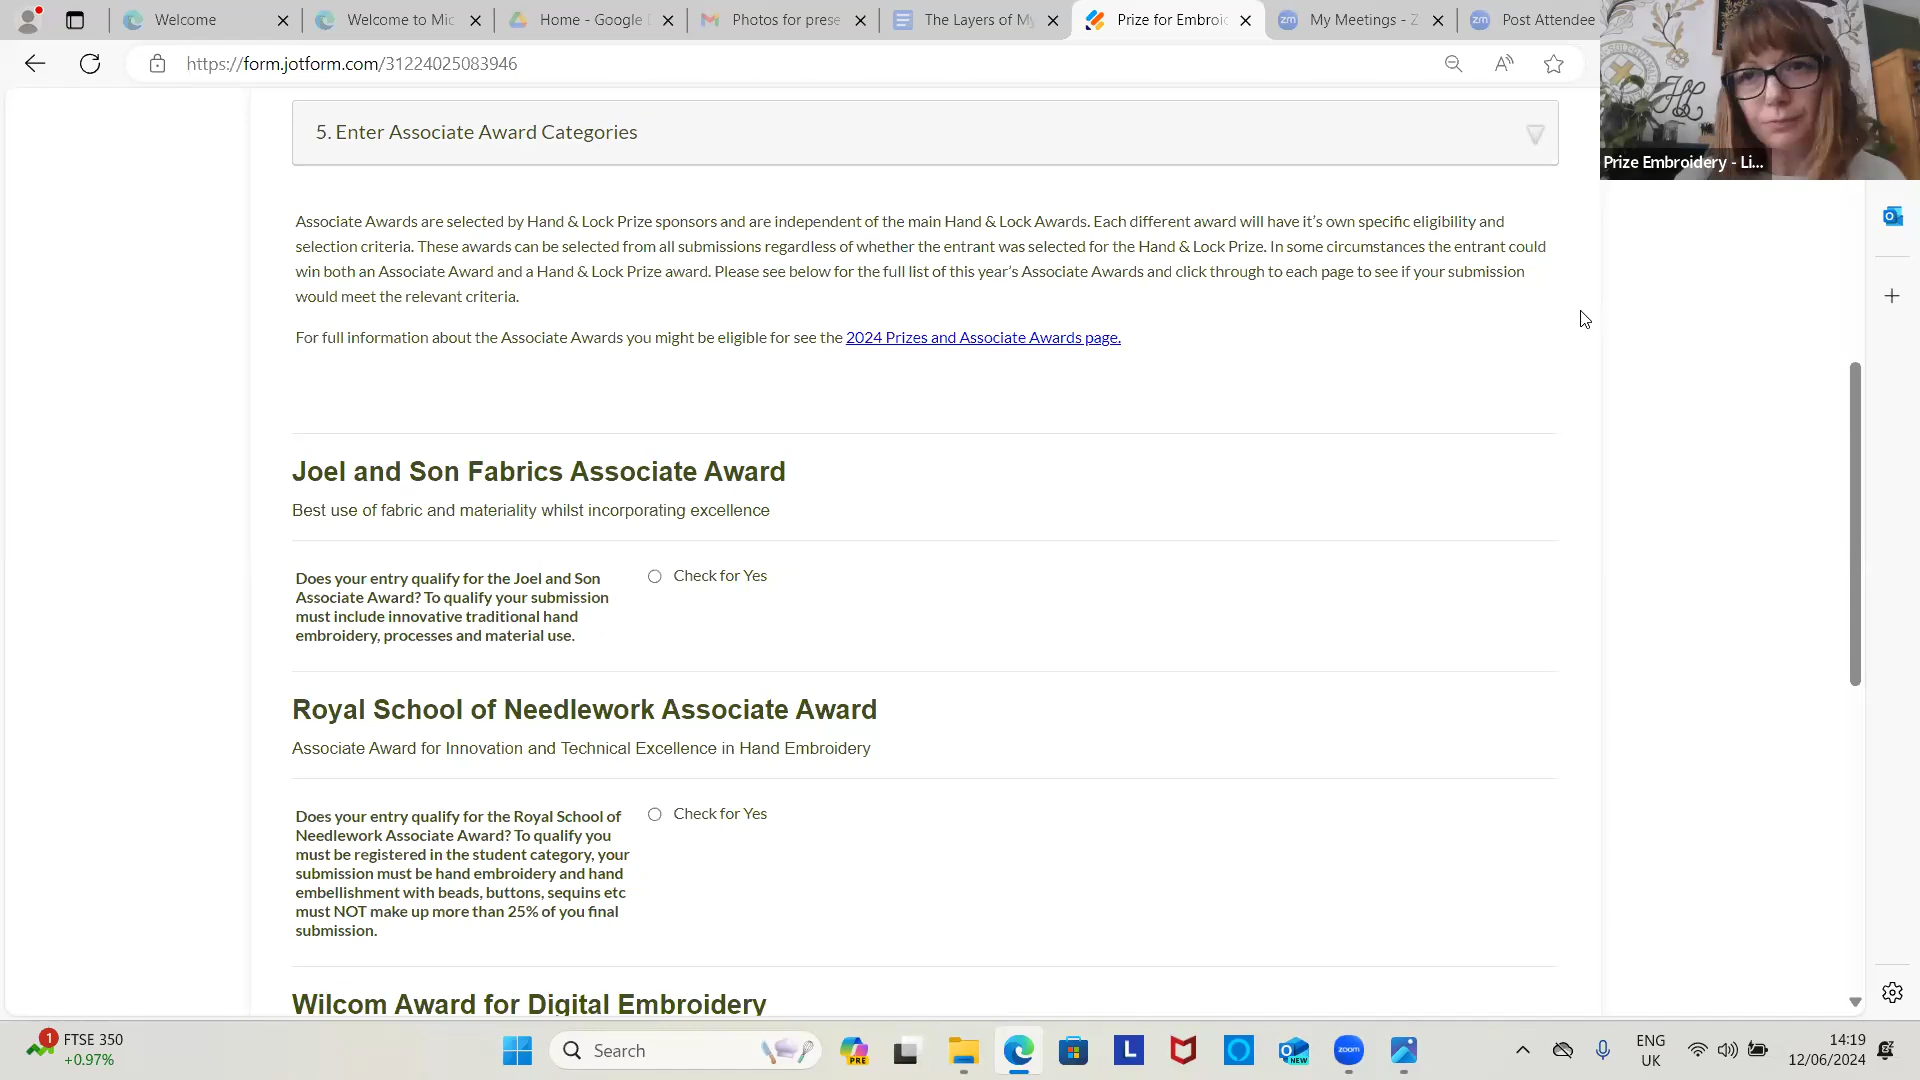 Welcome
Welcome to Mic
Home - Google D
Photos for prese
The Layers of My
Prize for Embroid
My Meetings - Z
Post Attendee
https://form.jotform.com/31224025083946
Prize Embroidery - Li...
5. Enter Associate Award Categories
Associate Awards are selected by Hand & Lock Prize sponsors and are independent of the main Hand & Lock Awards. Each different award will have it's own specific eligibility and
selection criteria. These awards can be selected from all submissions regardless of whether the entrant was selected for the Hand & Lock Prize. In some circumstances the entrant could
win both an Associate Award and a Hand & Lock Prize award. Please see below for the full list of this year's Associate Awards and click through to each page to see if your submission
would meet the relevant criteria.
For full information about the Associate Awards you might be eligible for see the 2024 Prizes and Associate Awards page.
Joel and Son Fabrics Associate Award
Best use of fabric and materiality whilst incorporating excellence
Does your entry qualify for the Joel and Son
Associate Award? To qualify your submission
must include innovative traditional hand
embroidery, processes and material use.
Check for Yes
Royal School of Needlework Associate Award
Associate Award for Innovation and Technical Excellence in Hand Embroidery
Does your entry qualify for the Royal School of
Needlework Associate Award? To qualify you
must be registered in the student category, your
submission must be hand embroidery and hand
embellishment with beads, buttons, sequins etc
must NOT make up more than 25% of you final
submission.
Check for Yes
Wilcom Award for Digital Embroidery
1
FTSE 350
+0.97%
Search
PRE
L
NEW
zoom
ENG
UK
14:19
12/06/2024